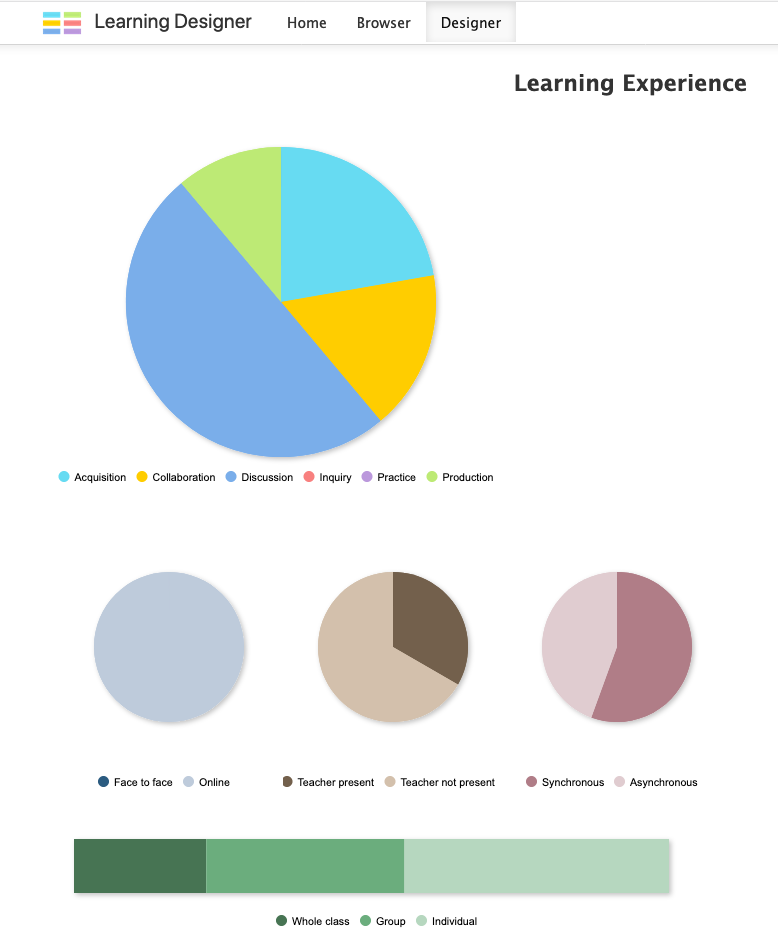 Learning Designer Home Browser Designer
Learning Experience
Acquisition Collaboration Discussion Inquiry Practice Production
Face to face Online Teacher present Teacher not present Synchronous Asynchronous
Whole class Group Individual